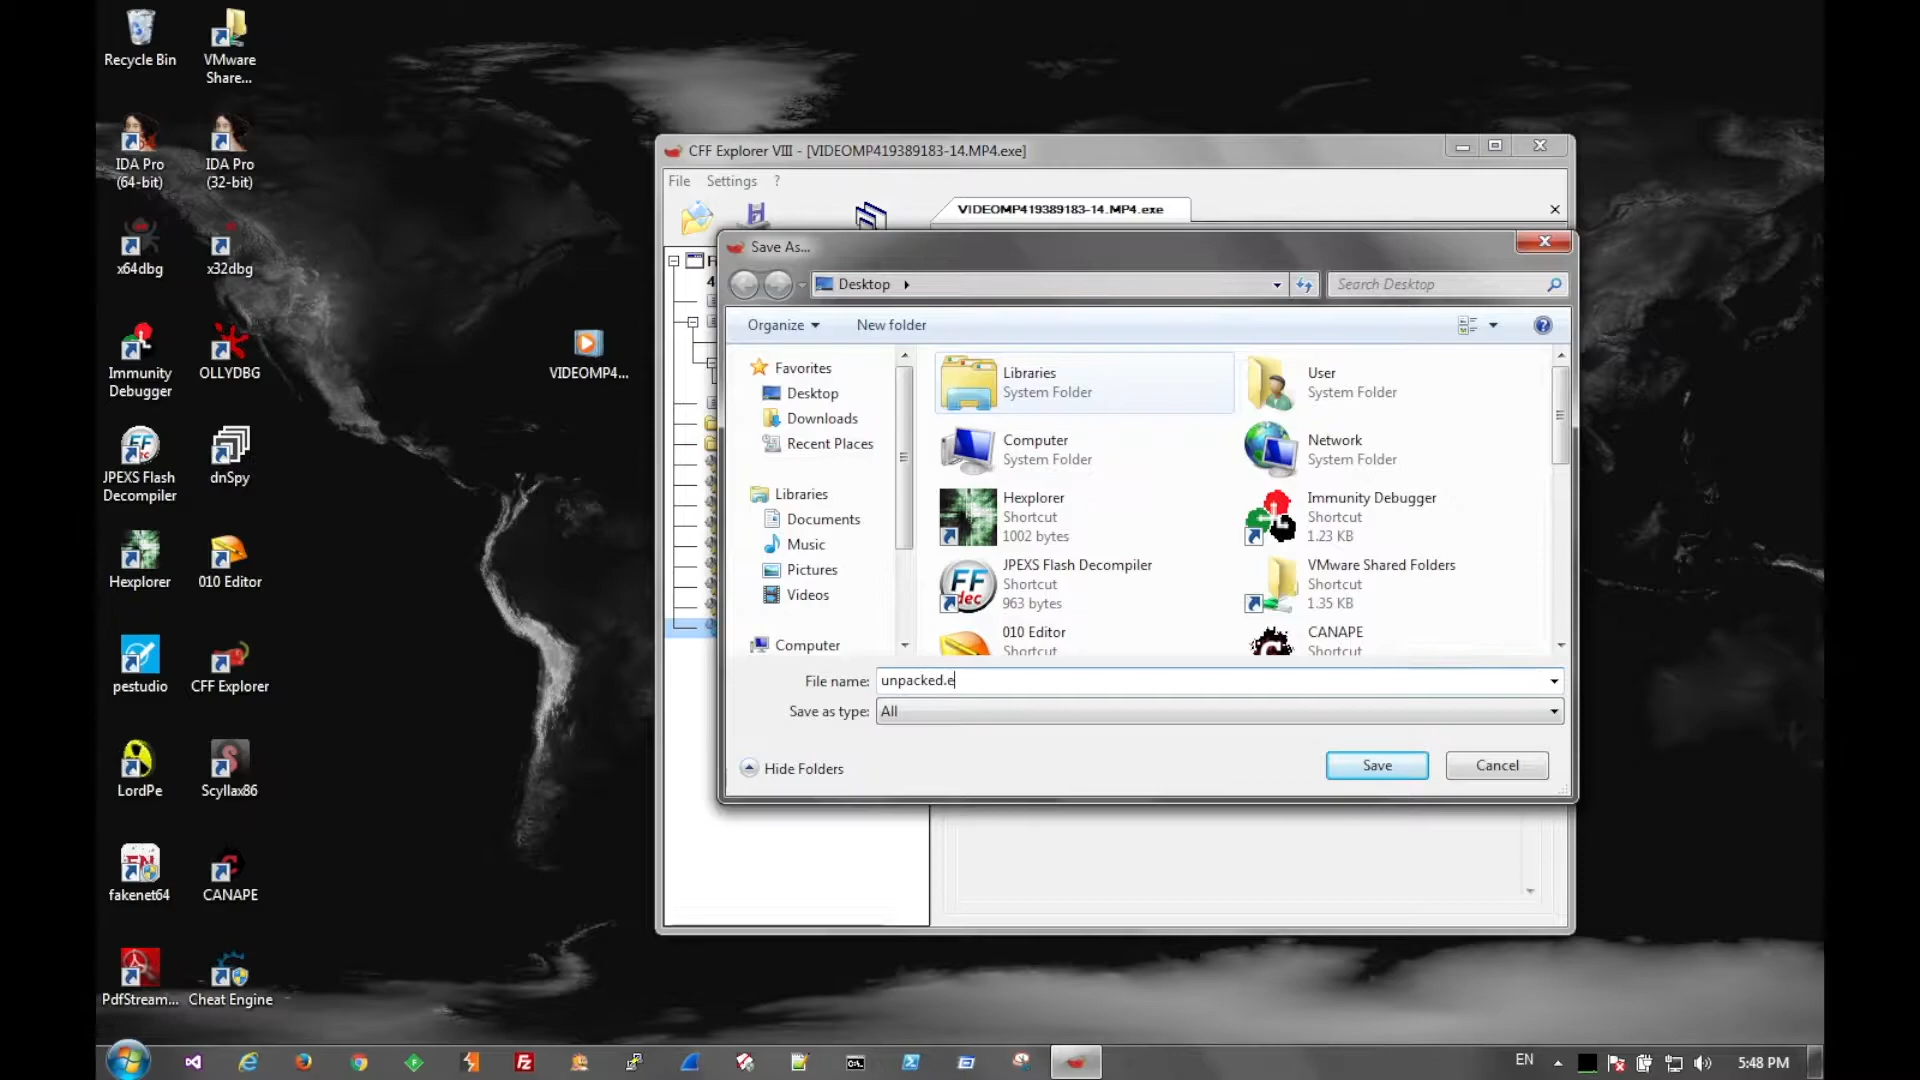 Recycle Bin
VMware
Share...
IDA Pro
(64-bit)
IDA Pro
(32-bit)
x64dbg
x32dbg
Immunity
Debugger
OLLYDBG
JPEXS Flash
Decompiler
dnSpy
Hexplorer
010 Editor
pestudio
CFF Explorer
LordPe
Scyllax86
fakenet64
CANAPE
PdfStream...
Cheat Engine
VIDEOMP4...
CFF Explorer VIII - [VIDEOMP419389183-14.MP4.exe]
File Settings ?
VIDEOMP419389183-14.MP4.exe
Save As...
Desktop
Search Desktop
Organize
New folder
Favorites
Desktop
Downloads
Recent Places
Libraries
Documents
Music
Pictures
Videos
Computer
Libraries
System Folder
User
System Folder
Computer
System Folder
Network
System Folder
Hexplorer
Shortcut
1002 bytes
Immunity Debugger
Shortcut
1.23 KB
JPEXS Flash Decompiler
Shortcut
963 bytes
VMware Shared Folders
Shortcut
1.35 KB
010 Editor
Shortcut
CANAPE
Shortcut
File name: unpacked.e
Save as type: All
Hide Folders
Save
Cancel
EN
5:48 PM